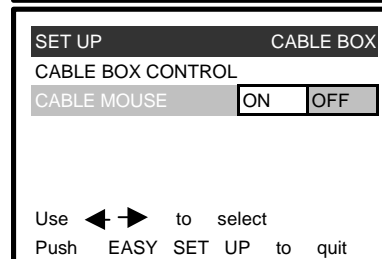 SET UP CABLE BOX
CABLE BOX CONTROL
CABLE MOUSE ON OFF
Use to select
Push EASY SET UP to quit